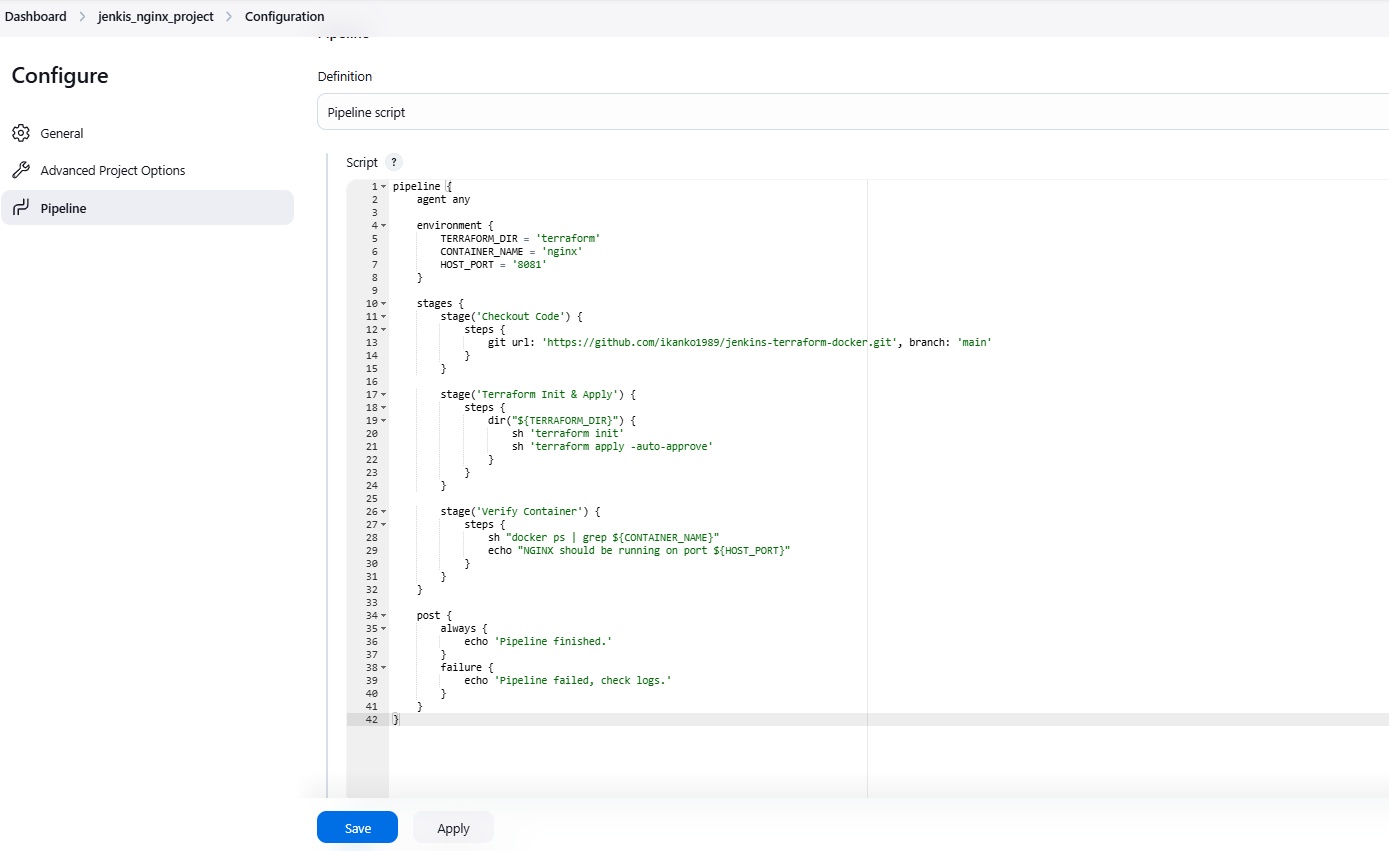 Dashboard > jenkis_nginx_project > Configuration
Configure
General
Advanced Project Options
Pipeline
Pipeline
Definition
Pipeline script
Script ?
1 pipeline {
2     agent any
3
4     environment {
5         TERRAFORM_DIR = 'terraform'
6         CONTAINER_NAME = 'nginx'
7         HOST_PORT = '8081'
8     }
9
10     stages {
11         stage('Checkout Code') {
12             steps {
13                 git url: 'https://github.com/ikanko1989/jenkins-terraform-docker.git', branch: 'main'
14             }
15         }
16
17         stage('Terraform Init & Apply') {
18             steps {
19                 dir("${TERRAFORM_DIR}") {
20                     sh 'terraform init'
21                     sh 'terraform apply -auto-approve'
22                 }
23             }
24         }
25
26         stage('Verify Container') {
27             steps {
28                 sh "docker ps | grep ${CONTAINER_NAME}"
29                 echo "NGINX should be running on port ${HOST_PORT}"
30             }
31         }
32     }
33
34     post {
35         always {
36             echo 'Pipeline finished.'
37         }
38         failure {
39             echo 'Pipeline failed, check logs.'
40         }
41     }
42 }
Save
Apply